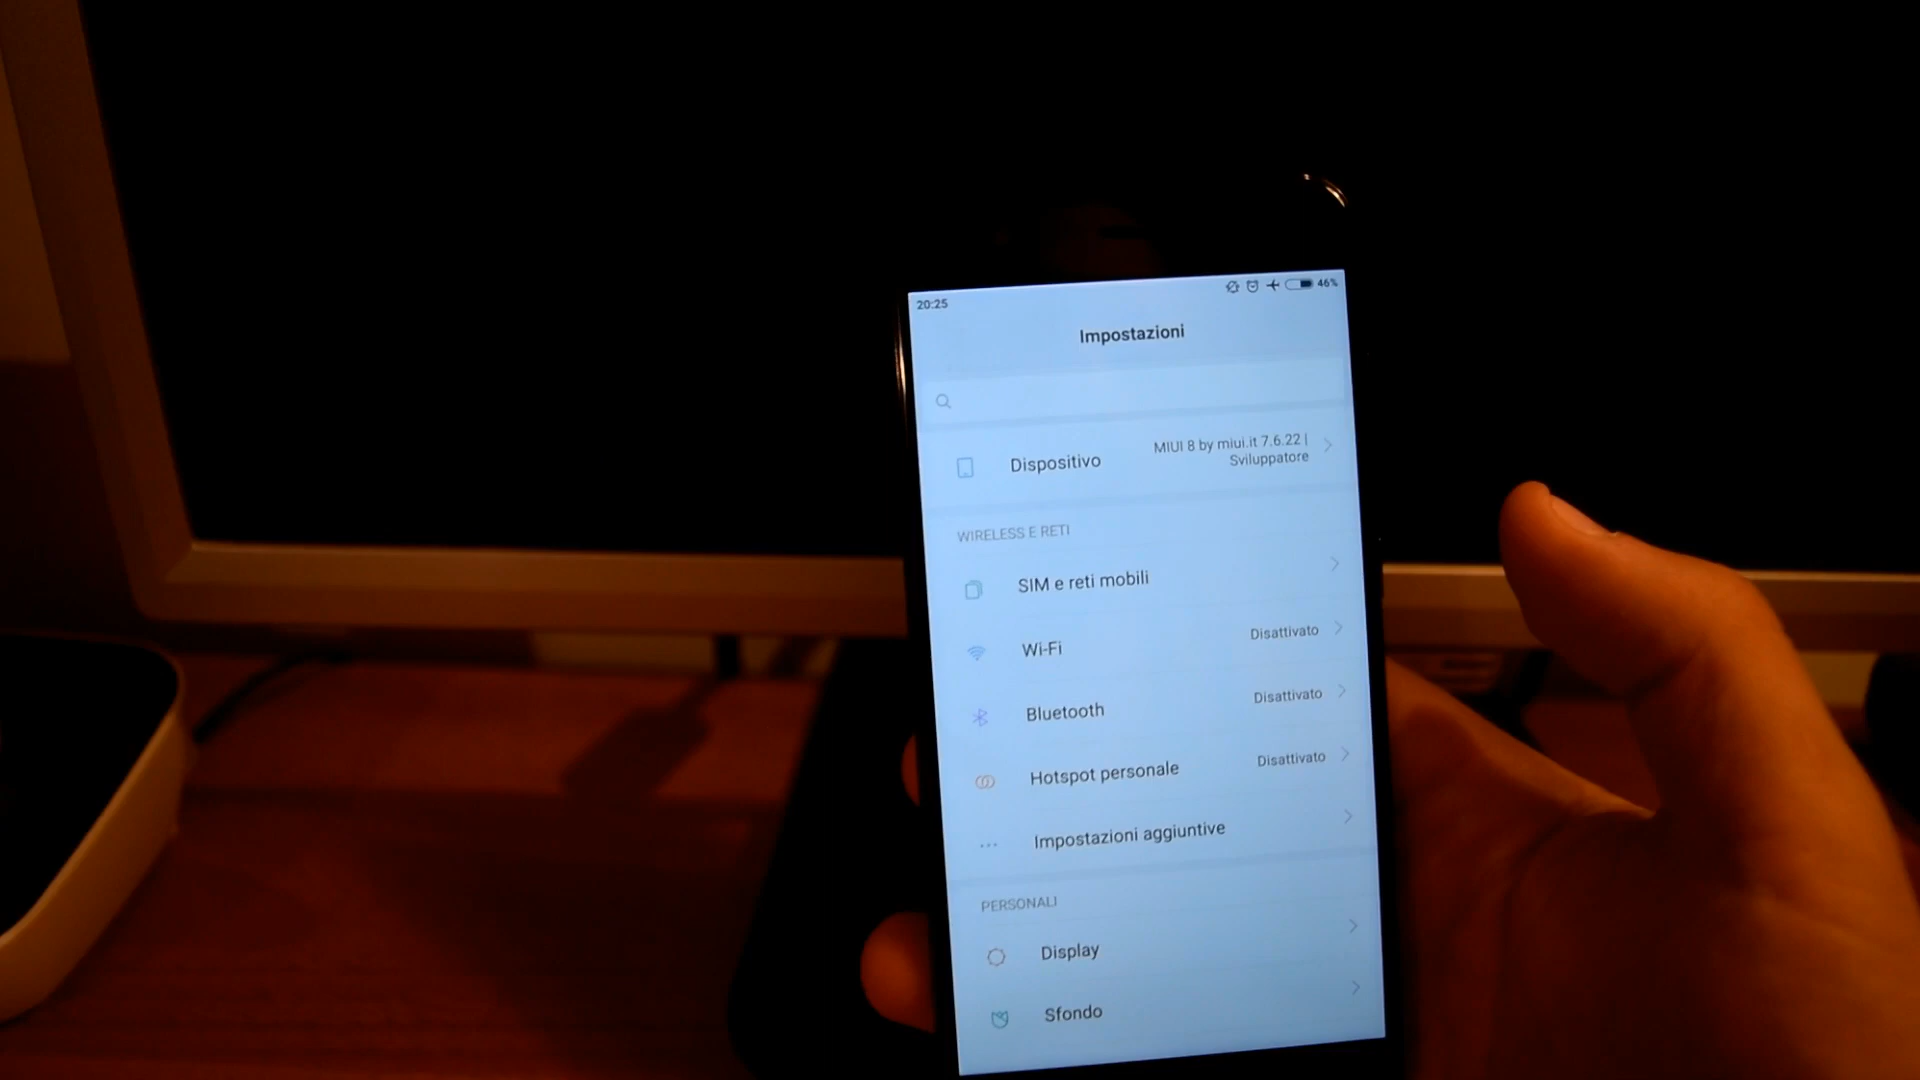 20:25 46%
Impostazioni
Dispositivo
MIUI 8 by miui.it 7.6.22 |
Sviluppatore
WIRELESS E RETI
SIM e reti mobili
Wi-Fi Disattivato
Bluetooth Disattivato
Hotspot personale Disattivato
Impostazioni aggiuntive
PERSONALI
Display
Sfondo